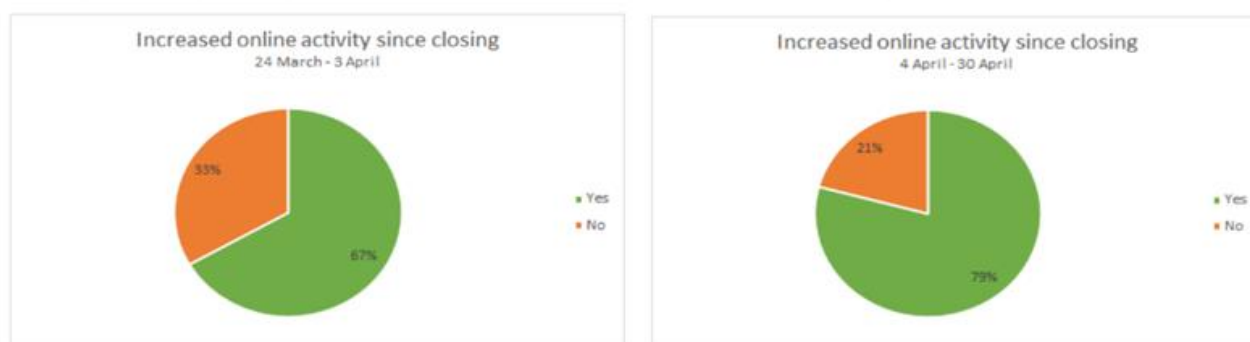 Increased online activity since closing
24 March - 3 April
33%
67%
Yes
No
Increased online activity since closing
4 April - 30 April
21%
79%
Yes
No